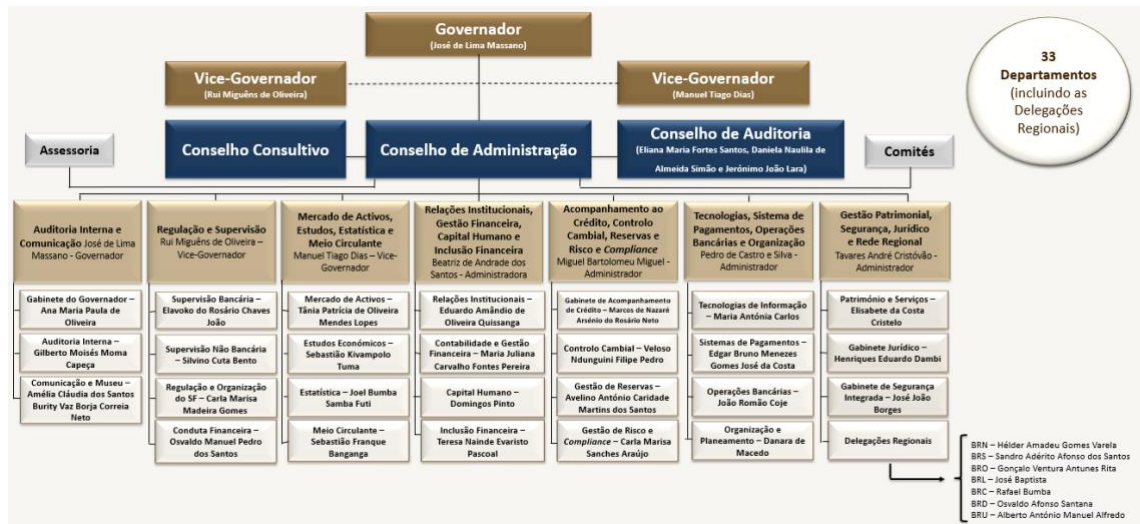 Governador
(José de Lima Massano)
Vice-Governador
(Rui Miguêns de Oliveira)
Vice-Governador
(Manuel Tiago Dias)
33
Departamentos
(incluindo as
Delegações
Regionais)
Assessoria
Conselho Consultivo
Conselho de Administração
Conselho de Auditoria
(Eliana Maria Fortes Santos, Daniela Naulila de
Almeida Simão e Jerónimo João Lara)
Comités
Auditoria Interna e
Comunicação José de Lima
Massano - Governador
Gabinete do Governador –
Ana Maria Paula de
Oliveira
Auditoria Interna –
Gilberto Moisés Moma
Capeça
Comunicação e Museu –
Amélia Cláudia dos Santos
Burity Vaz Borja Correia
Neto
Regulação e Supervisão
Rui Miguêns de Oliveira –
Vice-Governador
Supervisão Bancária –
Elavoko do Rosário Chaves
João
Supervisão Não Bancária
– Silvino Cuta Bento
Regulação e Organização
do SF – Carla Marisa
Madeira Gomes
Conduta Financeira –
Osvaldo Manuel Pedro
dos Santos
Mercado de Activos,
Estudos, Estatística e
Meio Circulante
Manuel Tiago Dias – Vice-
Governador
Mercado de Activos –
Tânia Patrícia de Oliveira
Mendes Lopes
Estudos Económicos –
Sebastião Kivampolo
Tuma
Estatística – Joel Bumba
Samba Futi
Meio Circulante –
Sebastião Franque
Banganga
Relações Institucionais,
Gestão Financeira,
Capital Humano e
Inclusão Financeira
Beatriz de Andrade dos
Santos - Administradora
Relações Institucionais –
Eduardo Amândio de
Oliveira Quissanga
Contabilidade e Gestão
Financeira – Maria Juliana
Carvalho Fontes Pereira
Capital Humano –
Domingos Pinto
Inclusão Financeira –
Teresa Nainde Evaristo
Pascoal
Acompanhamento ao
Crédito, Controlo
Cambial, Reservas e
Risco e Compliance
Miguel Bartolomeu Miguel -
Administrador
Gabinete de Acompanhamento
de Crédito – Marcos de Nazaré
Arsénio do Rosário Neto
Controlo Cambial – Veloso
Ndunguini Filipe Pedro
Gestão de Reservas –
Avelino António Caridade
Martins dos Santos
Gestão de Risco e
Compliance – Carla Marisa
Sanches Araújo
Tecnologias, Sistema de
Pagamentos, Operações
Bancárias e Organização
Pedro de Castro e Silva -
Administrador
Tecnologias de Informação
– Maria Antónia Carlos
Sistemas de Pagamentos –
Edgar Bruno Menezes
Gomes José da Costa
Operações Bancárias –
João Romão Coje
Organização e
Planeamento – Danara de
Macedo
Gestão Patrimonial,
Segurança, Jurídico
e Rede Regional
Tavares André Cristóvão -
Administrador
Património e Serviços –
Elisabete da Costa
Cristelo
Gabinete Jurídico –
Henriques Eduardo Dambi
Gabinete de Segurança
Integrada – José João
Borges
Delegações Regionais
BRN – Hélder Amadeu Gomes Varela
BRS – Sandro Adérito Afonso dos Santos
BRO – Gonçalo Ventura Antunes Rita
BRL – José Baptista
BRC – Rafael Bumba
BRD – Osvaldo Afonso Santana
BRU – Alberto António Manuel Alfredo